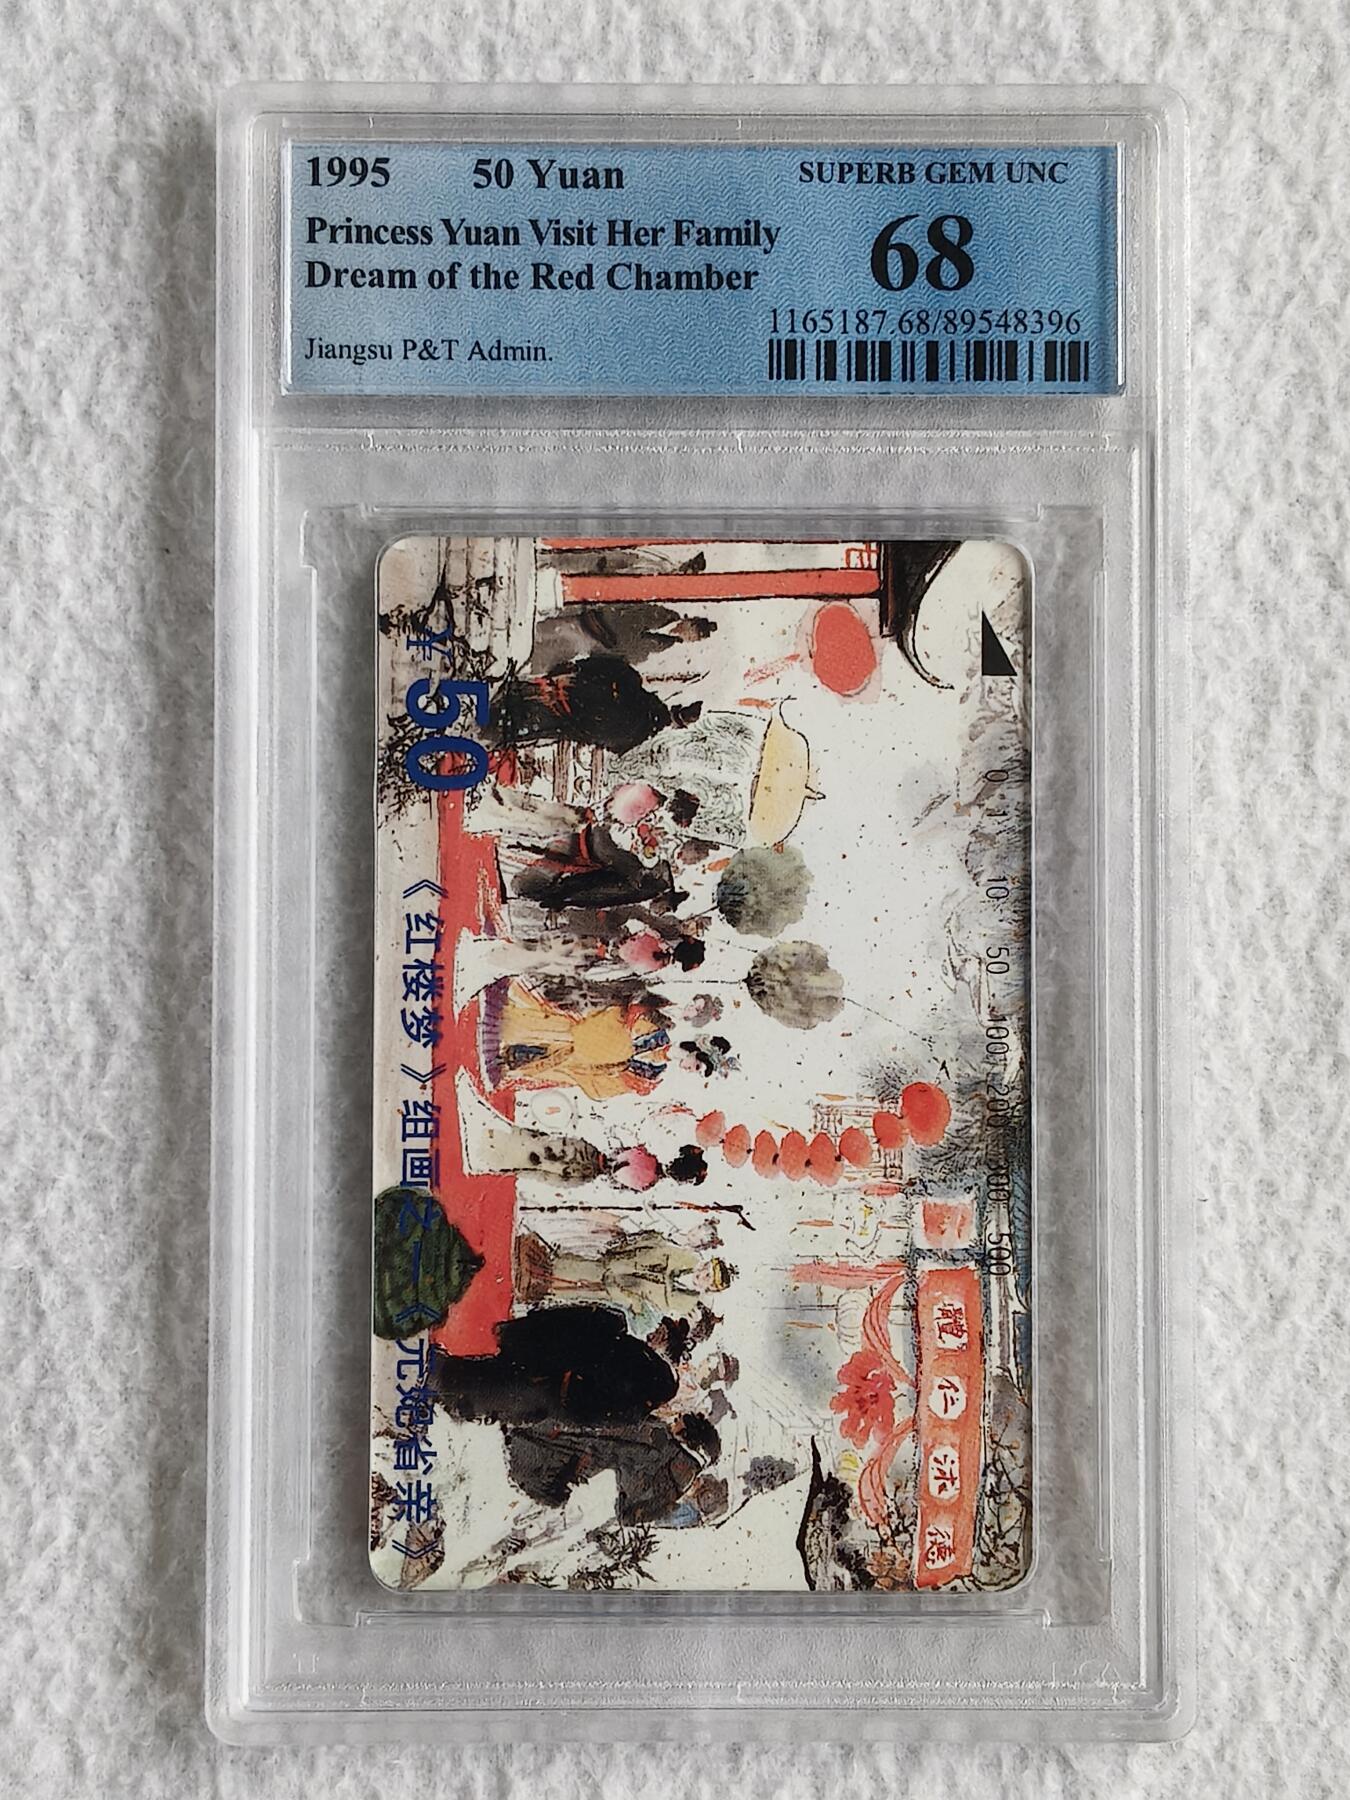 1995 50 Yuan
Princess Yuan Visit Her Family
Dream of the Red Chamber
Jiangsu P&T Admin.
SUPERB GEM UNC
68
1165187.68/89548396
0 1 10 50 100 200 300 500
體仁沐德
¥50
《红楼梦》组画之一《元妃省亲》